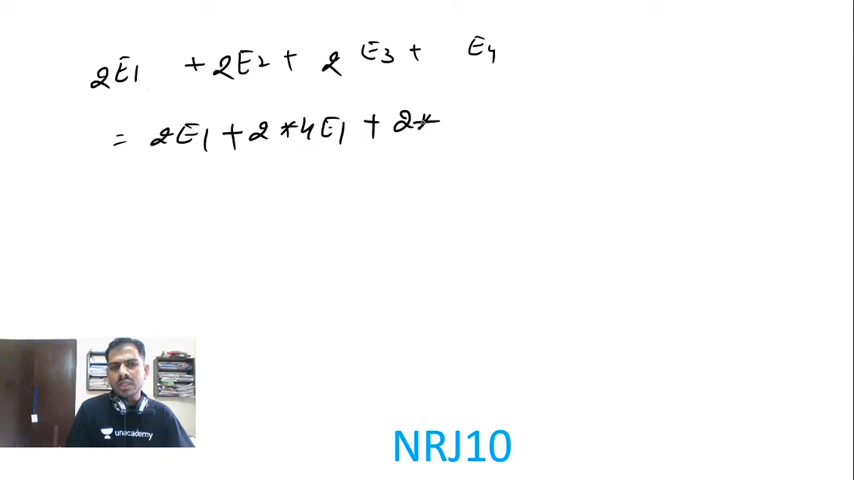 2E1 + 2E2 + 2 E3 + E4
= 2E1 + 2 *4E1 + 2*
unacademy
NRJ10